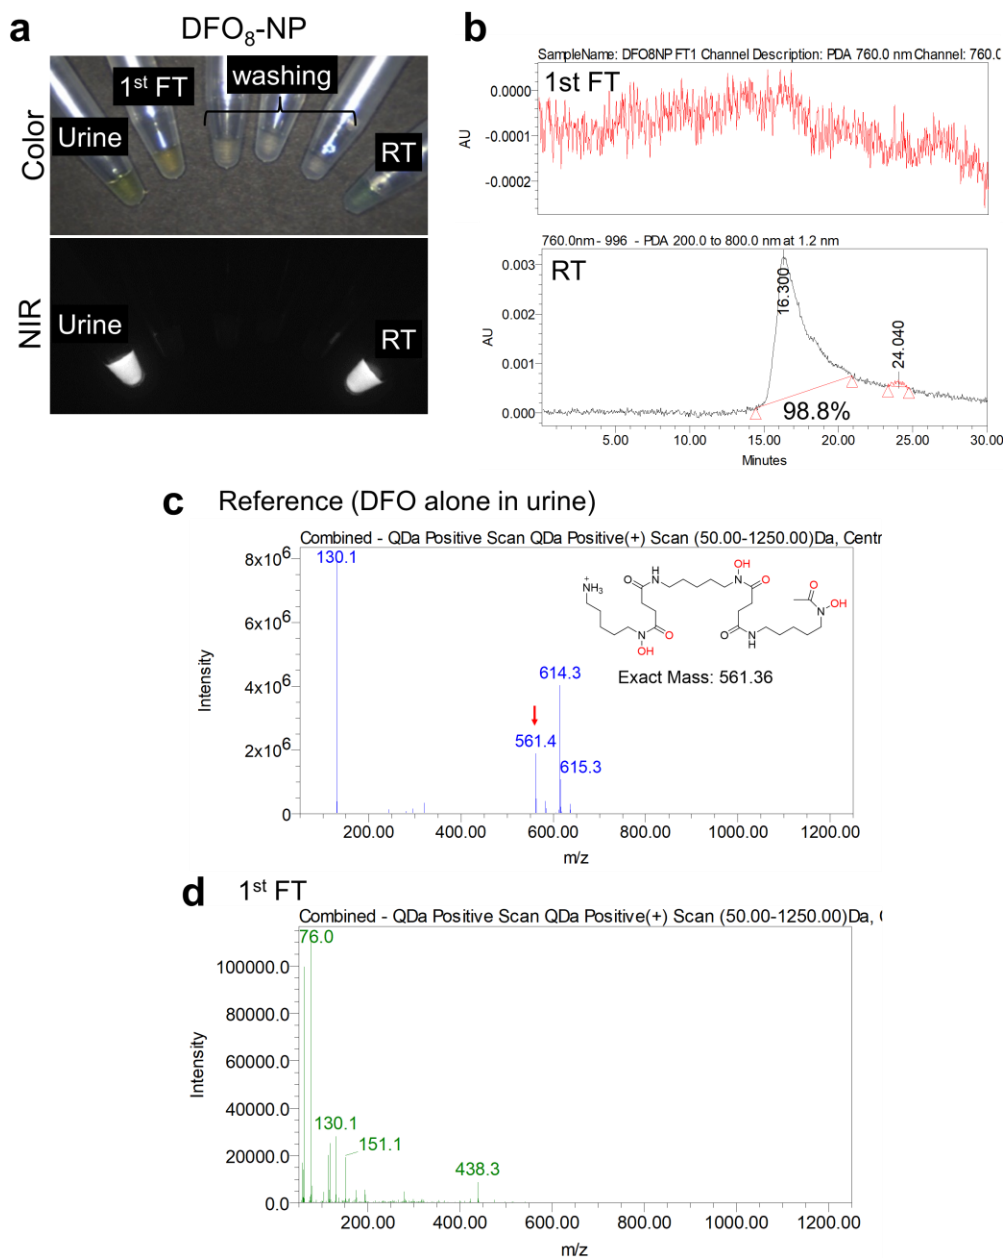 a
DFO8-NP
Color
1st FT
washing
Urine
RT
NIR
Urine
RT
b
SampleName: DFO8NP FT1 Channel Description: PDA 760.0 nm Channel: 760.0
1st FT
AU
0.0000
-0.0001
-0.0002
760.0nm - 996 - PDA 200.0 to 800.0 nm at 1.2 nm
RT
AU
0.003
0.002
0.001
0.000
16.300
24.040
98.8%
5.00 10.00 15.00 20.00 25.00 30.00
Minutes
c Reference (DFO alone in urine)
Combined - QDa Positive Scan QDa Positive(+) Scan (50.00-1250.00)Da, Centr
Intensity
8x10^6
6x10^6
4x10^6
2x10^6
0
130.1
561.4
614.3
615.3
+
NH3
O
OH
O
NH
OH
N
O
O
NH
O
N
OH
Exact Mass: 561.36
200.00 400.00 600.00 800.00 1000.00 1200.00
m/z
d 1st FT
Combined - QDa Positive Scan QDa Positive(+) Scan (50.00-1250.00)Da, C
Intensity
100000.0
80000.0
60000.0
40000.0
20000.0
0.0
76.0
130.1
151.1
438.3
200.00 400.00 600.00 800.00 1000.00 1200.00
m/z